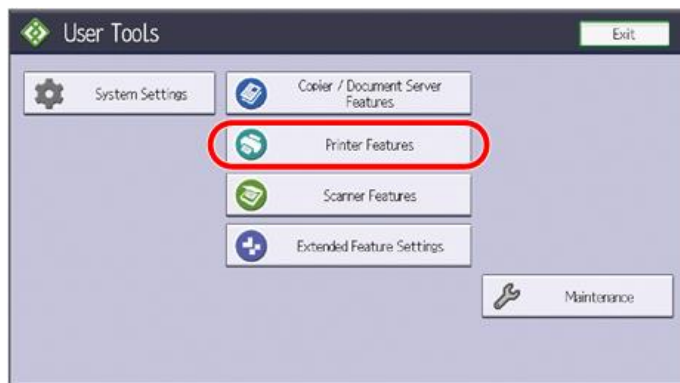 User Tools
Exit
System Settings
Copier / Document Server
Features
Printer Features
Scanner Features
Extended Feature Settings
Maintenance